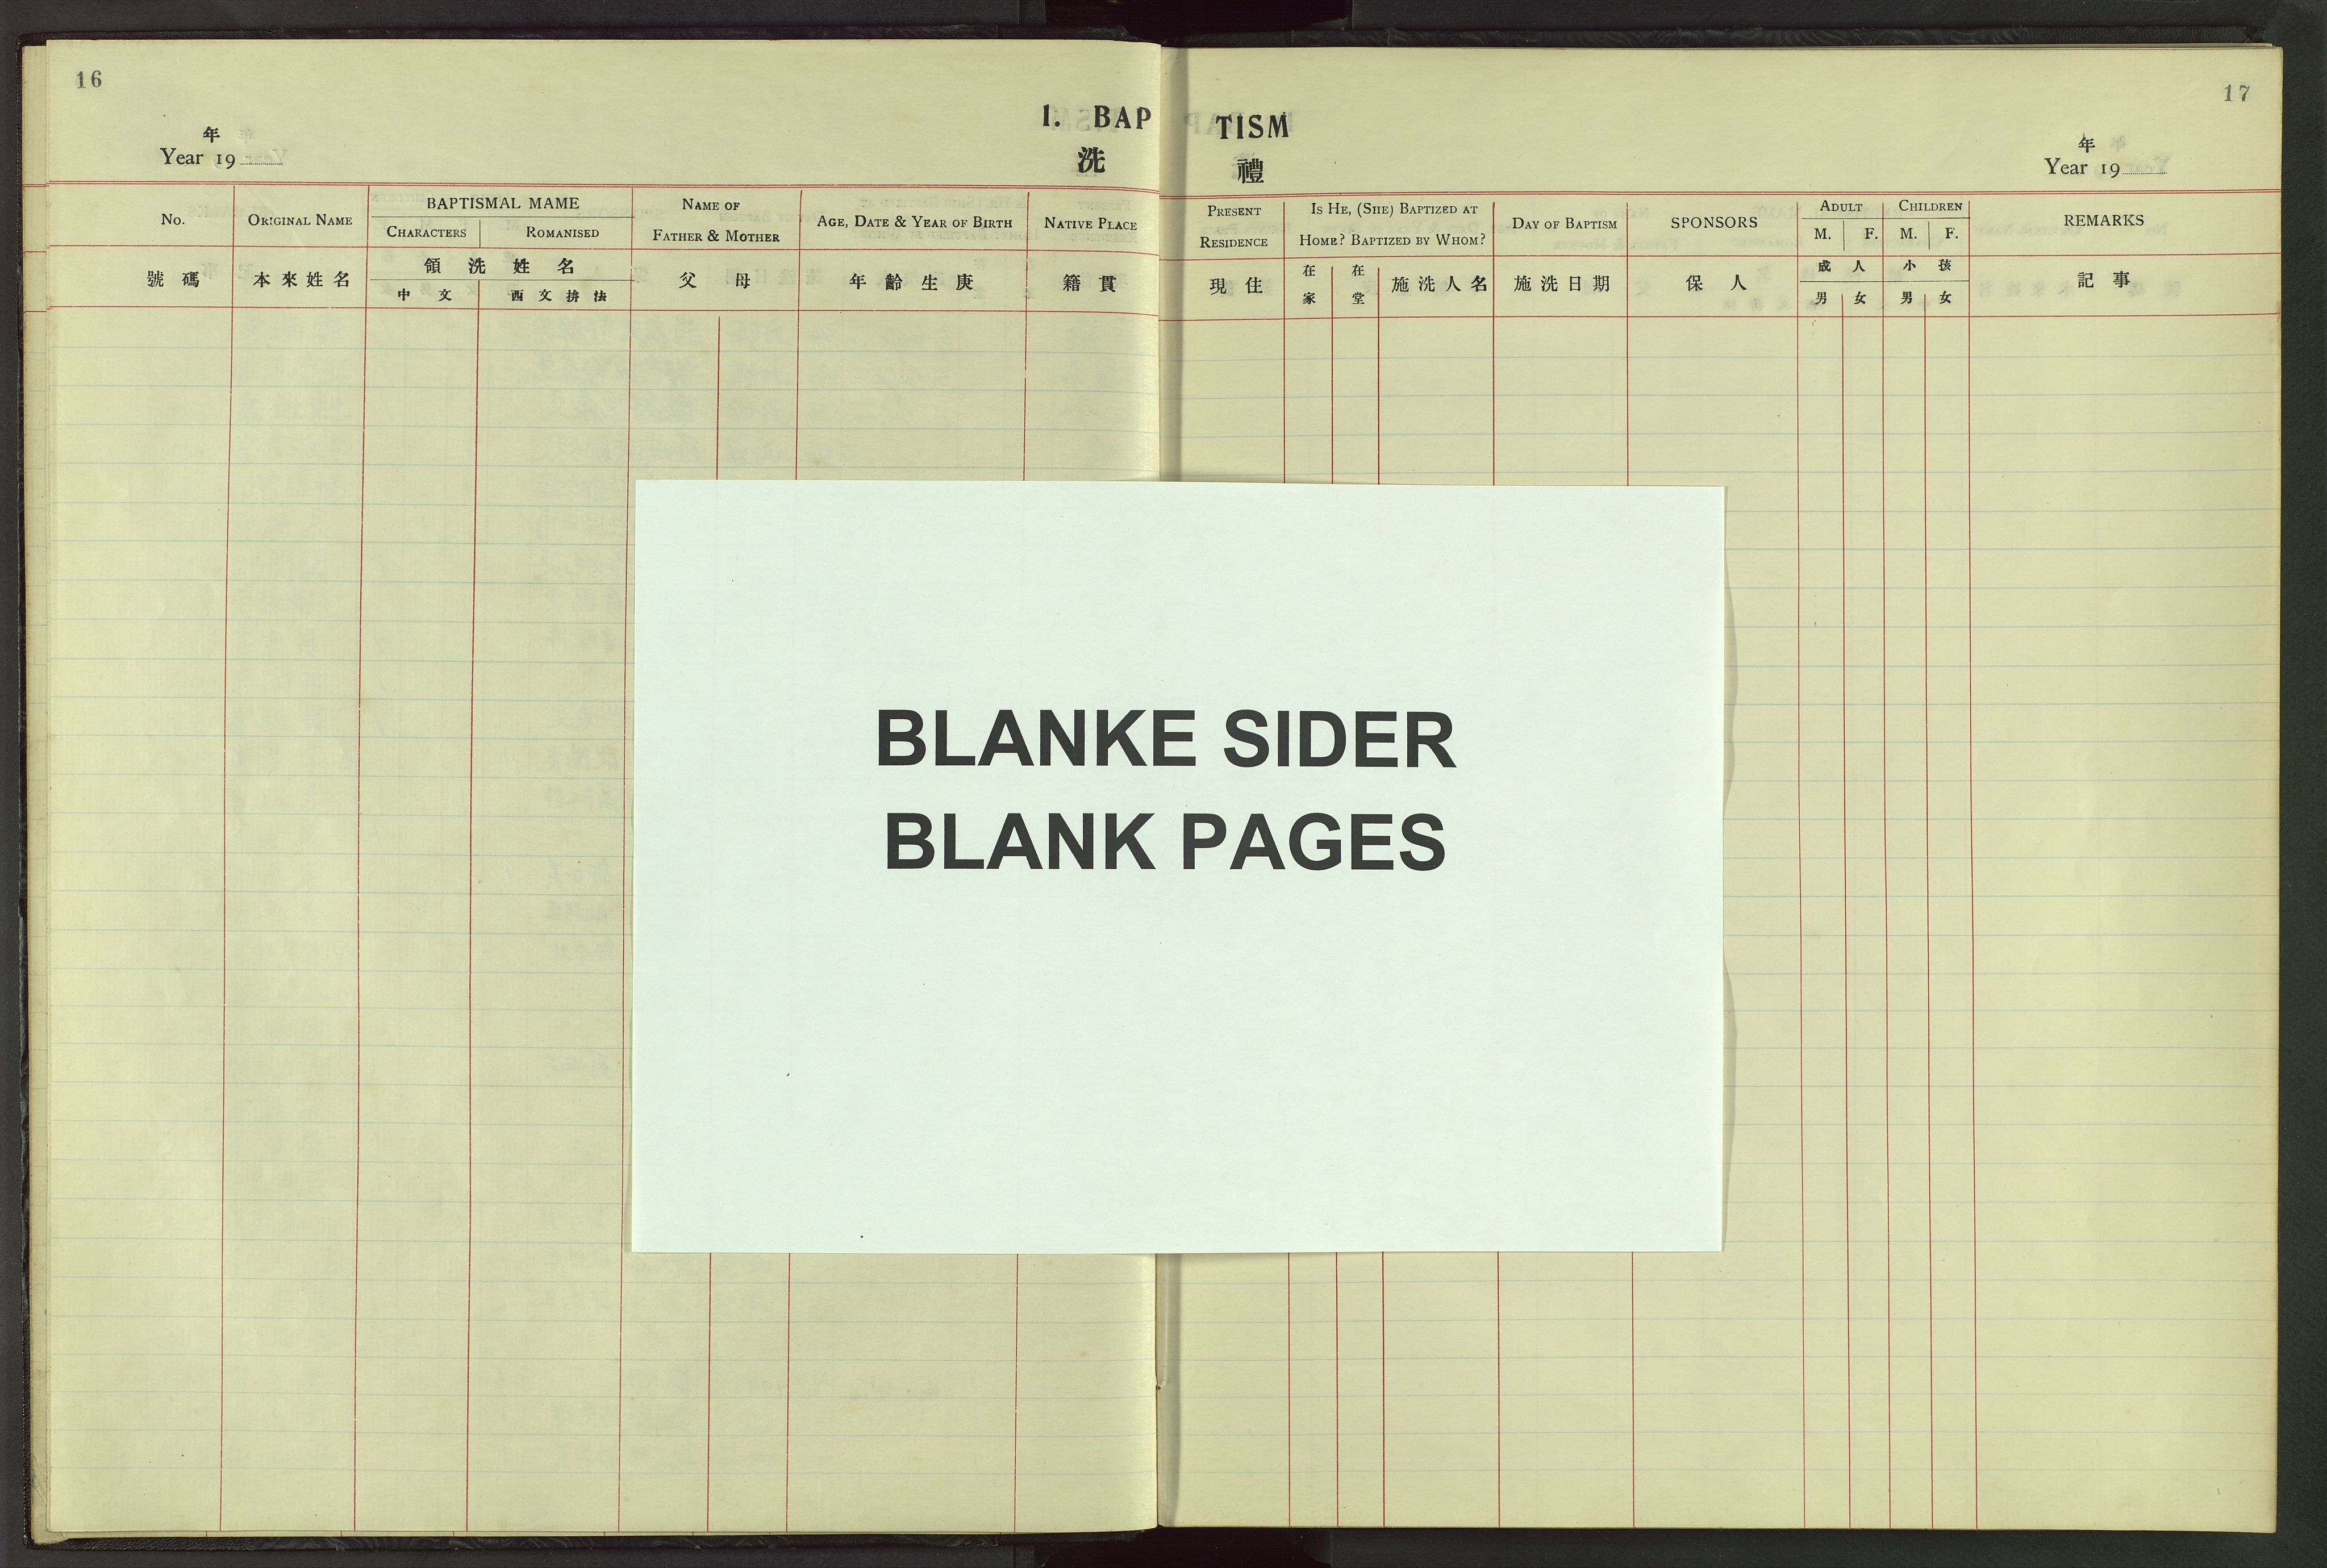 16
17
1. BAP TISM
洗 禮
年
Year 19
年
Year 19
No.
ORIGINAL NAME
BAPTISMAL MAME
CHARACTERS
ROMANISED
NAME OF
FATHER & MOTHER
AGE, DATE & YEAR OF BIRTH
NATIVE PLACE
PRESENT
RESIDENCE
IS HE, (SHE) BAPTIZED AT
HOME? BAPTIZED BY WHOM?
DAY OF BAPTISM
SPONSORS
ADULT
M. F.
CHILDREN
M. F.
REMARKS
號碼
本來姓名
領洗姓名
中文
西文拚法
父母
年齡生庚
籍貫
現住
在家
在堂
施洗人名
施洗日期
保人
成人
男 女
小孩
男 女
記事
BLANKE SIDER
BLANK PAGES